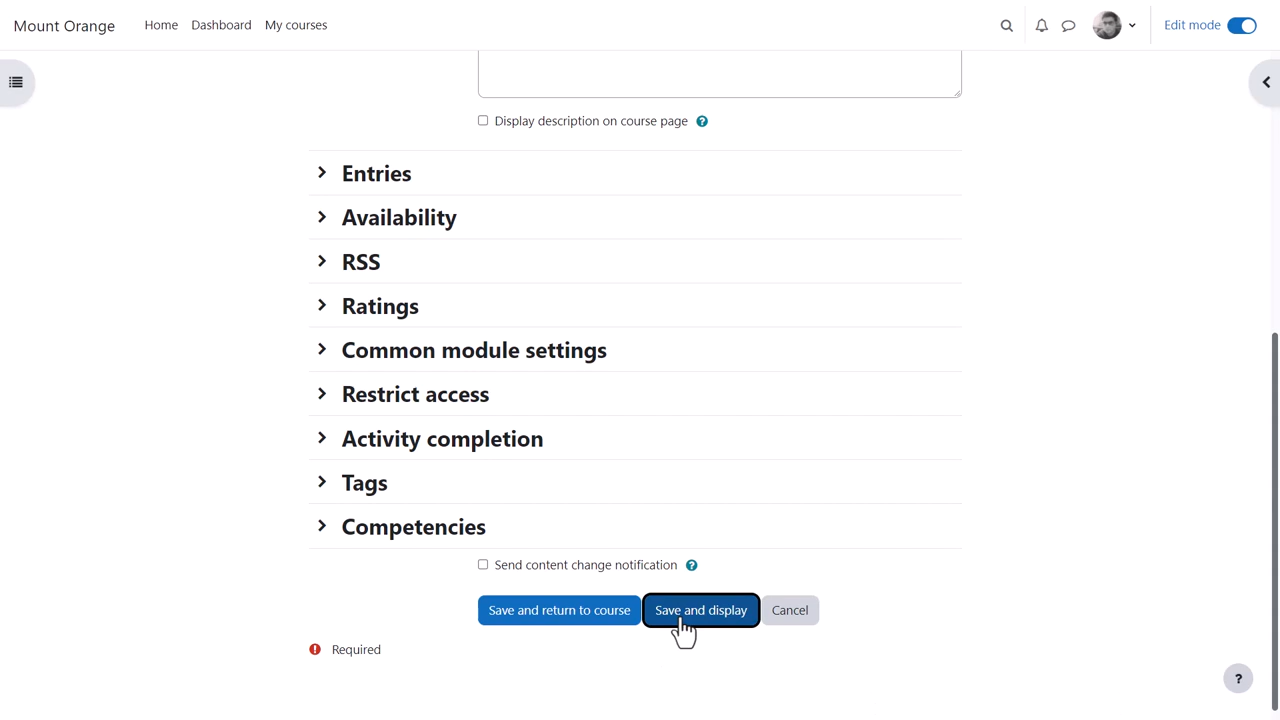 Mount Orange
Home
Dashboard
My courses
Edit mode
Display description on course page
Entries
Availability
RSS
Ratings
Common module settings
Restrict access
Activity completion
Tags
Competencies
Send content change notification
Save and return to course
Save and display
Cancel
Required